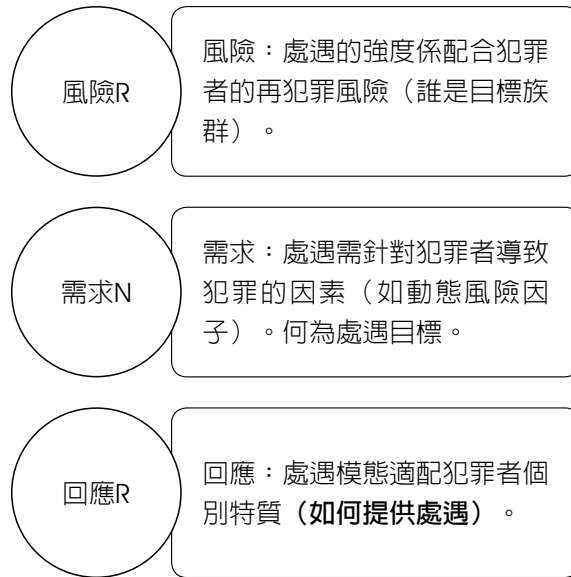 風險R
風險：處遇的強度係配合犯罪
者的再犯罪風險（誰是目標族
群）。
需求N
需求：處遇需針對犯罪者導致
犯罪的因素（如動態風險因
子）。何為處遇目標。
回應R
回應：處遇模態適配犯罪者個
別特質（如何提供處遇）。